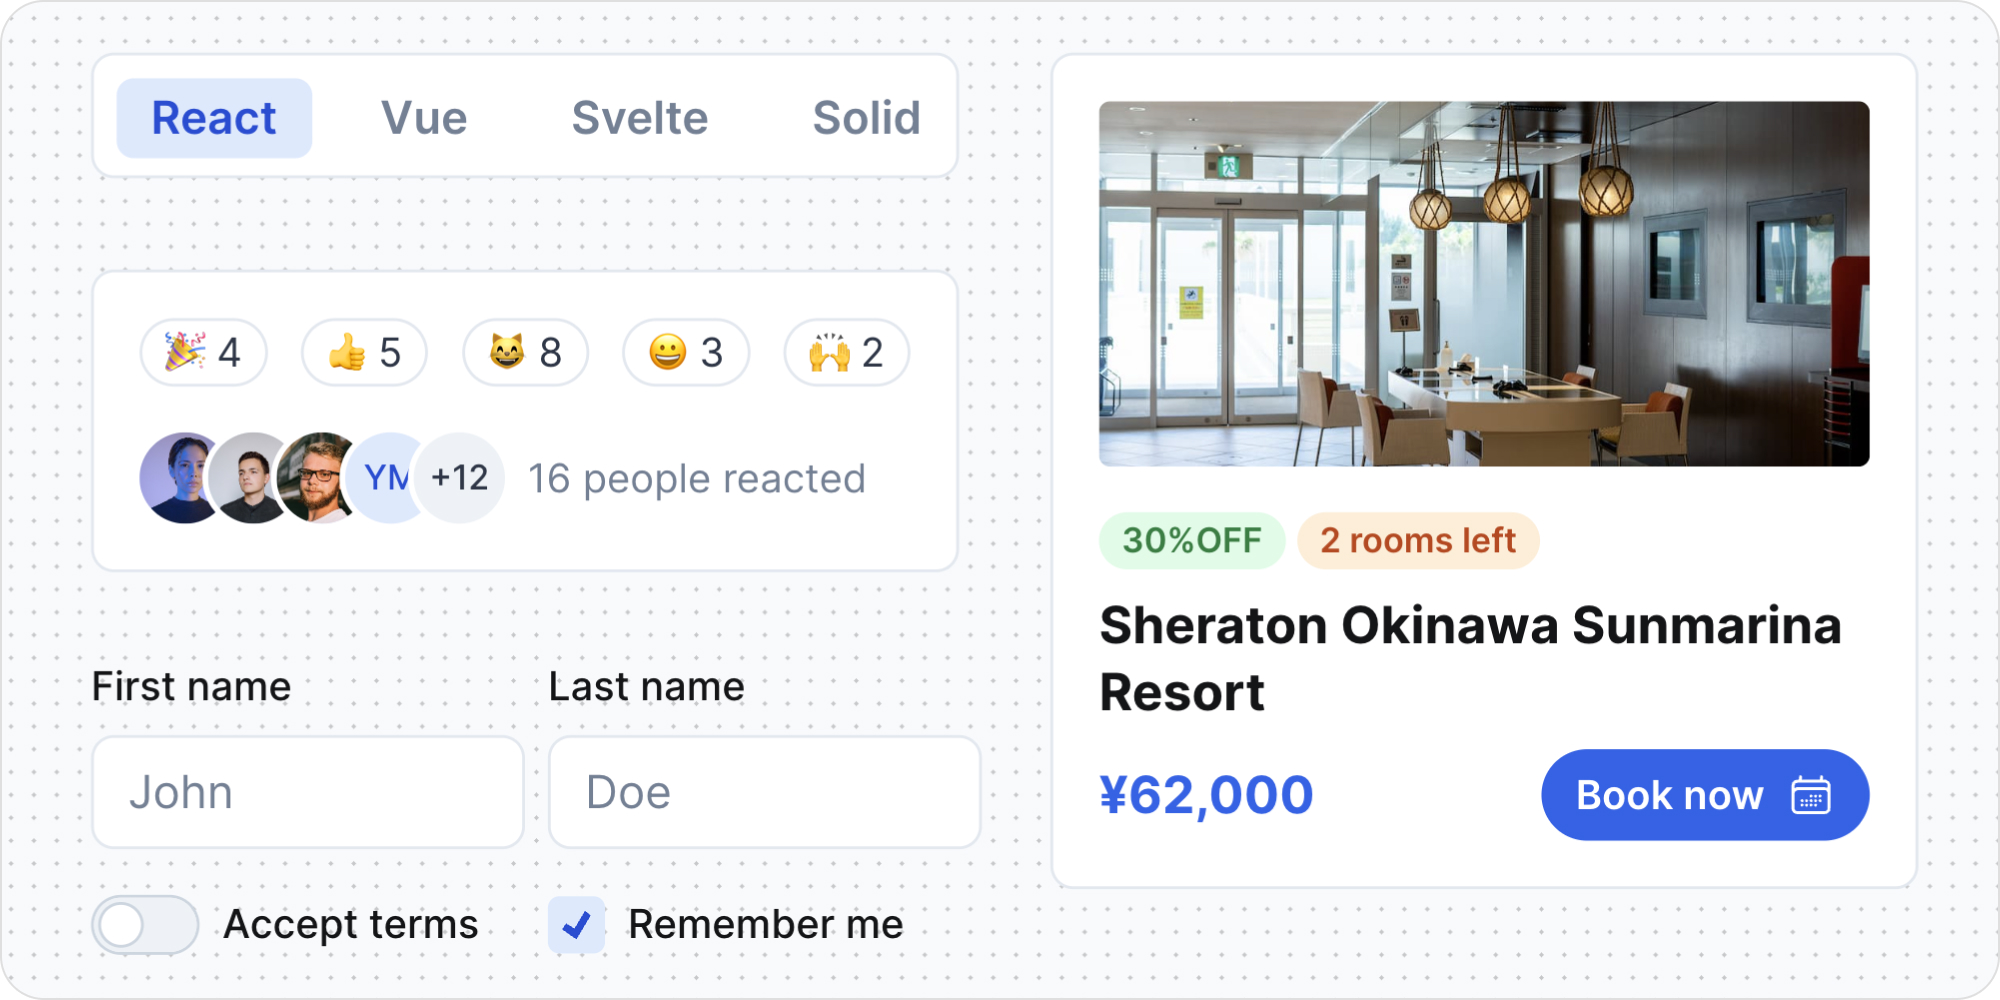 React Vue Svelte Solid
🎉 4 👍 5 😸 8 😀 3 🙌 2
YM +12 16 people reacted
First name Last name
John Doe
Accept terms Remember me
30%OFF 2 rooms left
Sheraton Okinawa Sunmarina
Resort
¥62,000 Book now